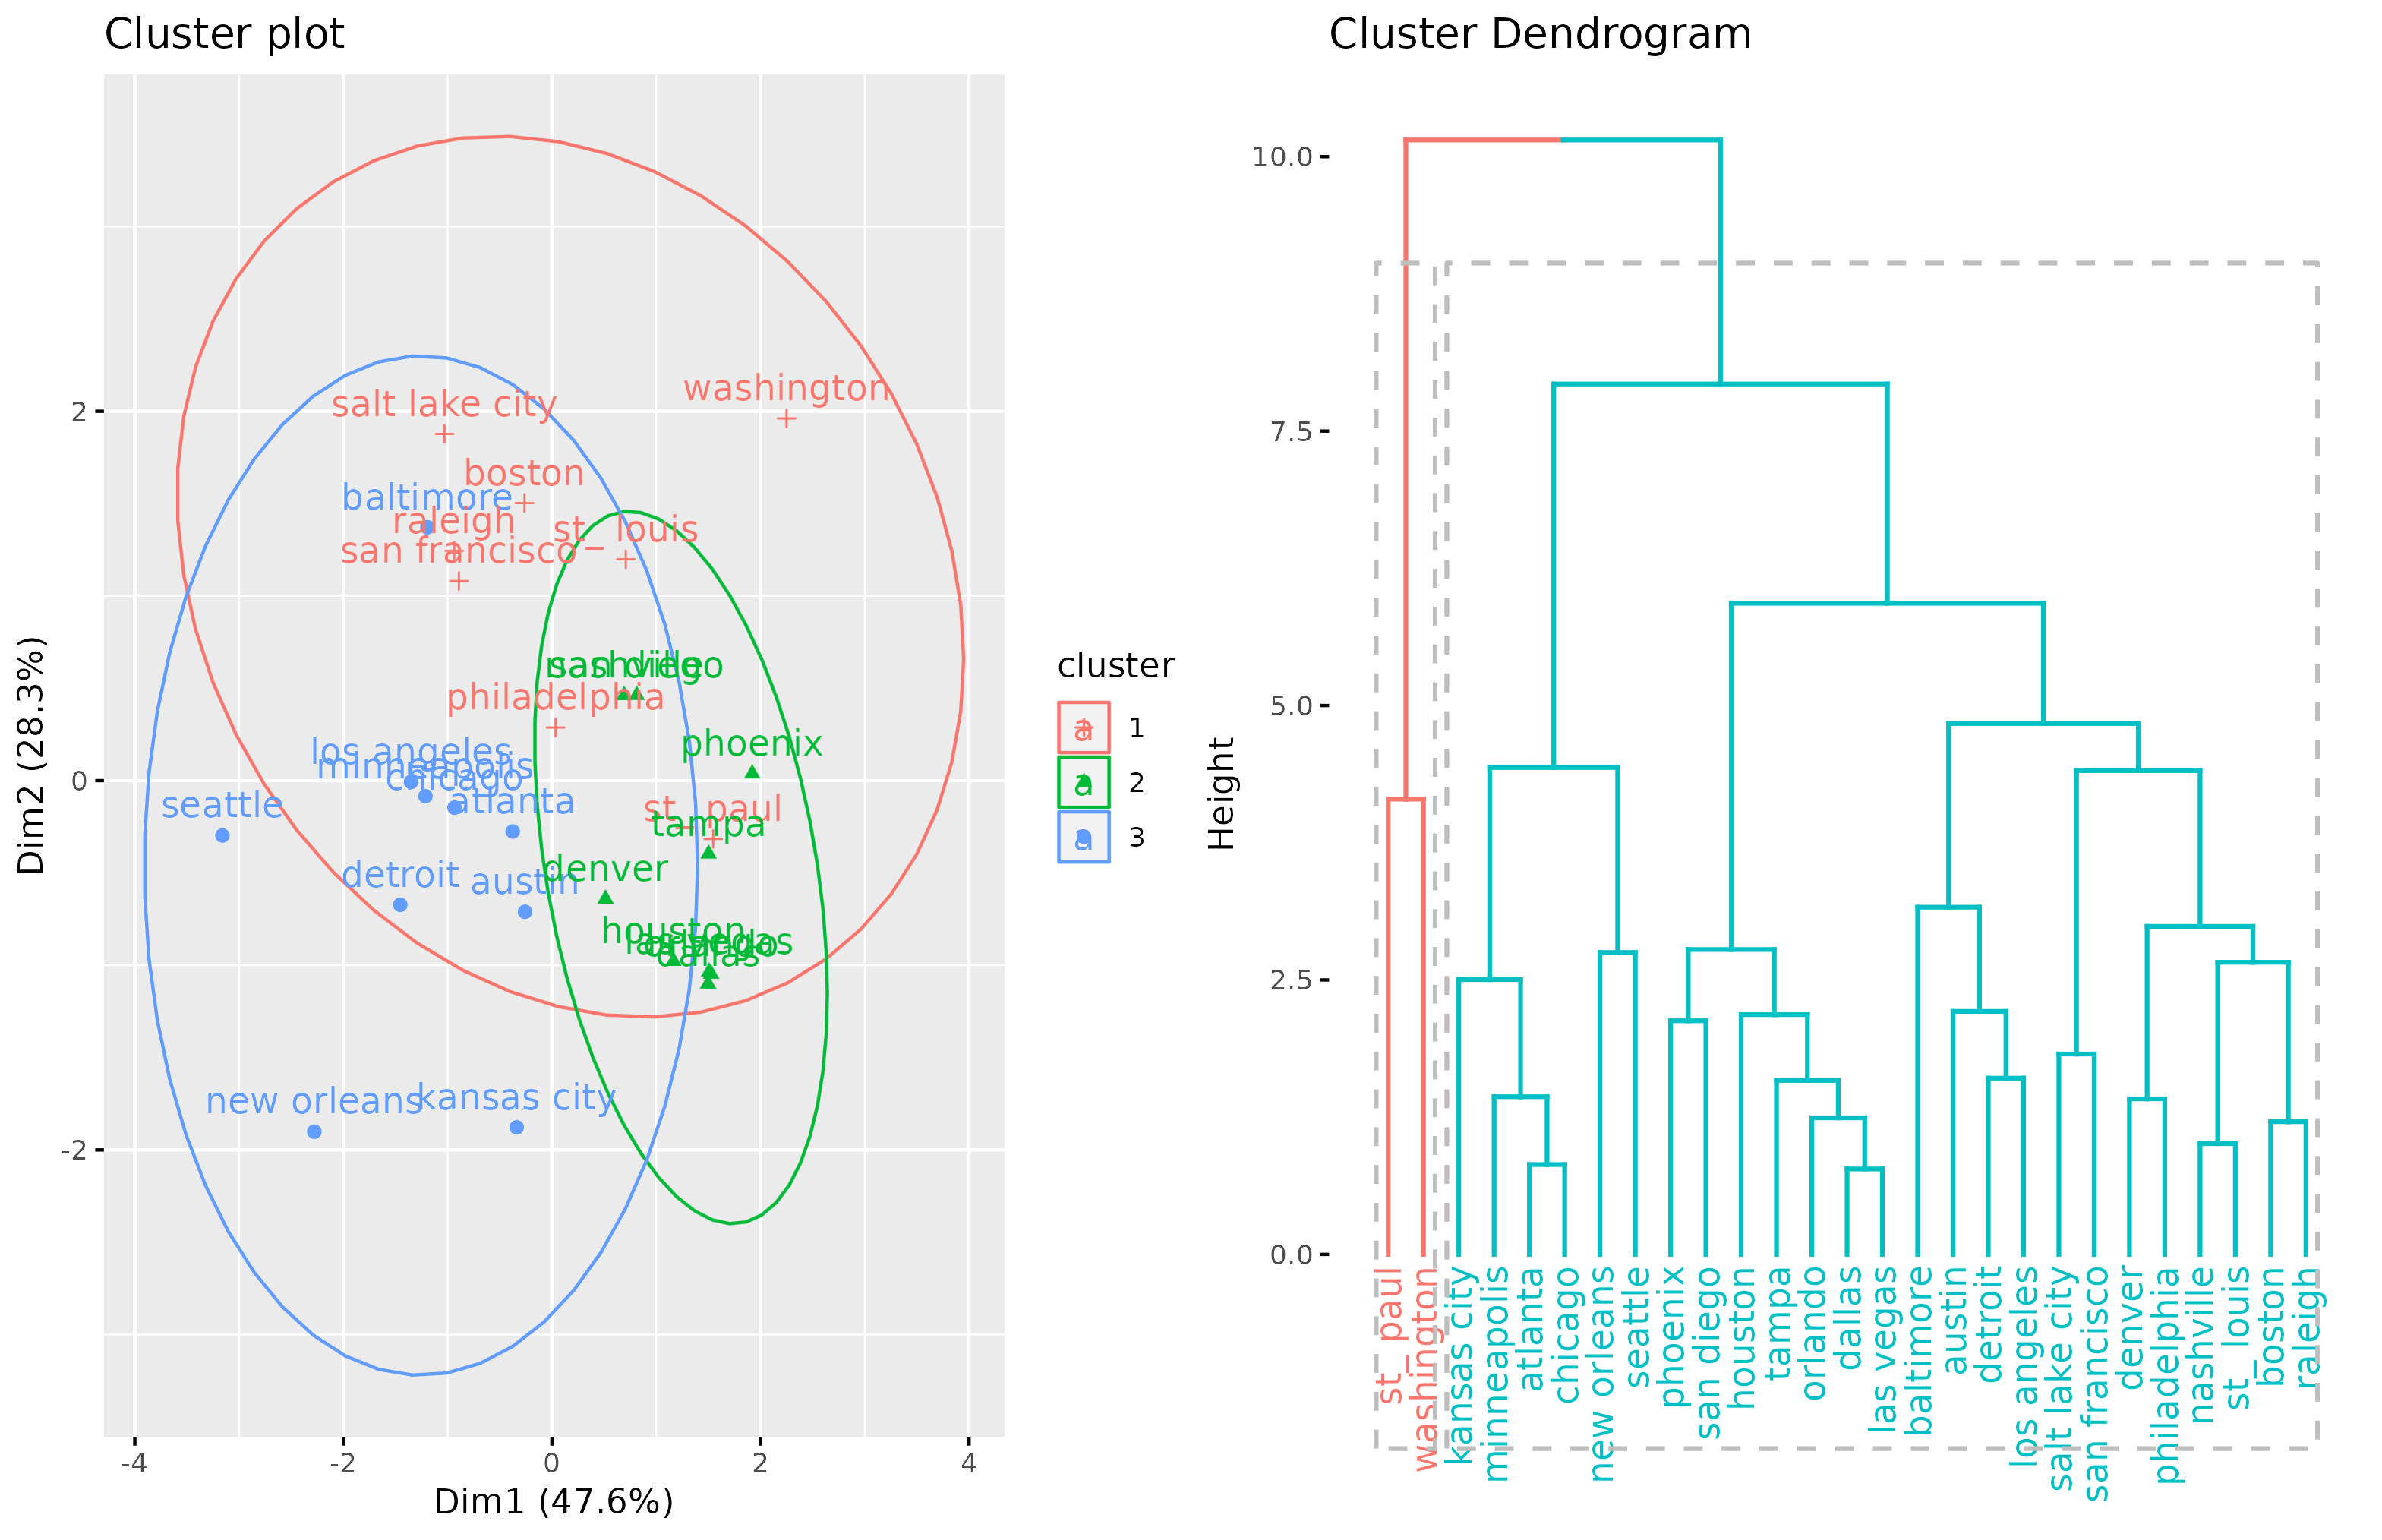 Cluster plot
washington
salt lake city
boston
baltimore
raleigh
st_louis
san francisco
nashville
san diego
philadelphia
phoenix
los angeles
minneapolis
chicago
seattle
atlanta
st_paul
tampa
denver
detroit
austin
houston
las vegas
orlando
dallas
new orleans
kansas city
2
0
-2
-4
-2
0
2
4
Dim1 (47.6%)
Dim2 (28.3%)
cluster
a 1
a 2
a 3
Cluster Dendrogram
10.0
7.5
5.0
2.5
0.0
Height
st_paul
washington
kansas city
minneapolis
atlanta
chicago
new orleans
seattle
phoenix
san diego
houston
tampa
orlando
dallas
las vegas
baltimore
austin
detroit
los angeles
salt lake city
san francisco
denver
philadelphia
nashville
st_louis
boston
raleigh